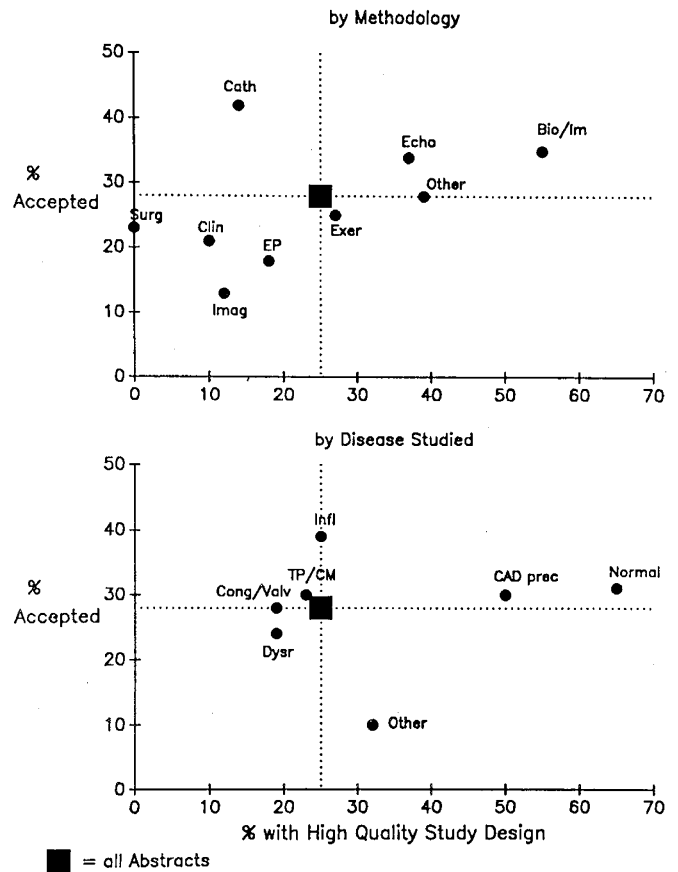 by Methodology
50
Cath
40
Echo
Bio/Im
%
Accepted
30
Other
Surg
Clin
EP
Exer
20
Imag
10
0
0 10 20 30 40 50 60 70
by Disease Studied
50
Infl
40
TP/CM
CAD prec
Normal
%
Accepted
30
Cong/Valv
Dysr
20
10
Other
0
0 10 20 30 40 50 60 70
% with High Quality Study Design
= all Abstracts